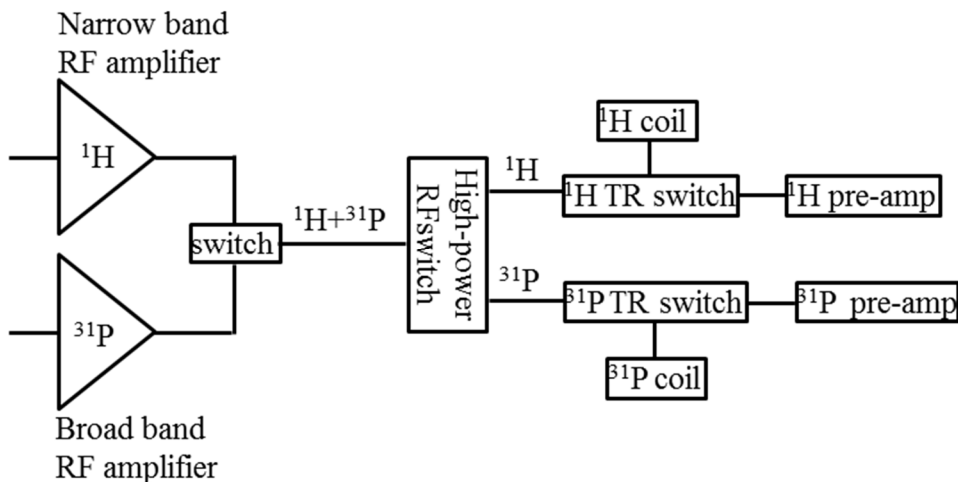 Narrow band
RF amplifier
¹H
³¹P
Broad band
RF amplifier
switch
¹H+³¹P
High-power
RFswitch
¹H
³¹P
¹H coil
¹H TR switch
¹H pre-amp
³¹P TR switch
³¹P pre-amp
³¹P coil